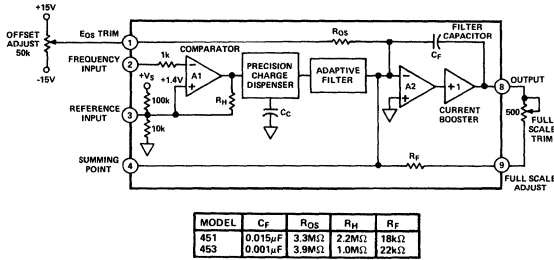 +15V
OFFSET
ADJUST
50k
-15V
EOS TRIM
1
FREQUENCY
INPUT
2
1k
+VS
+1.4V
100k
REFERENCE
INPUT
3
10k
COMPARATOR
A1
RH
PRECISION
CHARGE
DISPENSER
CC
ADAPTIVE
FILTER
ROS
FILTER
CAPACITOR
CF
A2
+1
CURRENT
BOOSTER
8
OUTPUT
500
FULL
SCALE
TRIM
SUMMING
POINT
4
RF
9
FULL SCALE
ADJUST
MODEL CF ROS RH RF
451 0.015μF 3.3MΩ 2.2MΩ 18kΩ
453 0.001μF 3.9MΩ 1.0MΩ 22kΩ